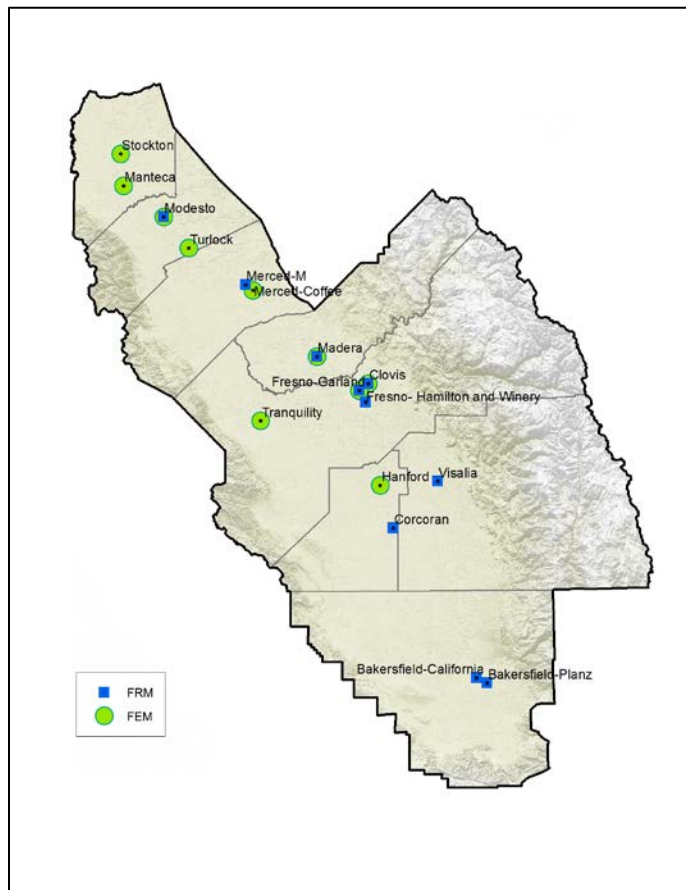 Stockton
Manteca
Modesto
Turlock
Merced-M
Merced-Coffee
Madera
Clovis
Fresno-Garland
Fresno- Hamilton and Winery
Tranquility
Hanford
Visalia
Corcoran
Bakersfield-California
Bakersfield-Planz
FRM
FEM